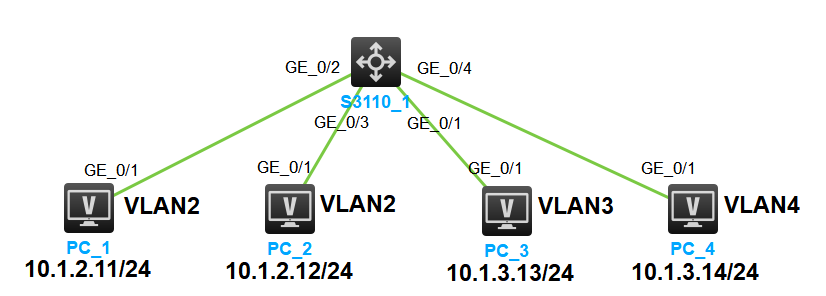 GE_0/2
GE_0/4
S3110_1
GE_0/3
GE_0/1
GE_0/1
GE_0/1
GE_0/1
GE_0/1
V
VLAN2
V
VLAN2
V
VLAN3
V
VLAN4
PC_1
PC_2
PC_3
PC_4
10.1.2.11/24
10.1.2.12/24
10.1.3.13/24
10.1.3.14/24